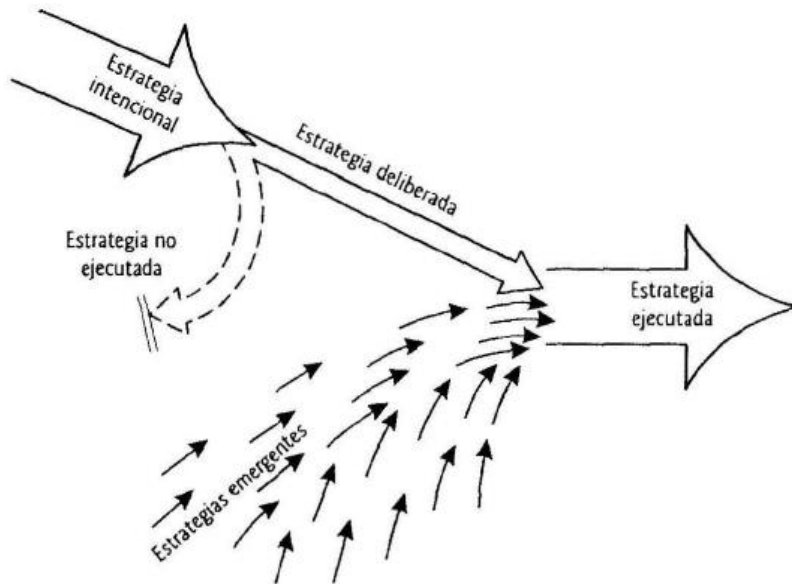 Estrategia
intencional
Estrategia deliberada
Estrategia no
ejecutada
Estrategia
ejecutada
Estrategias emergentes